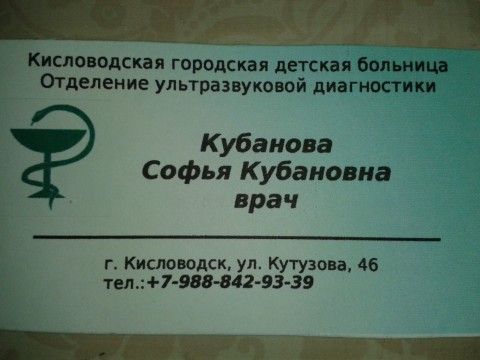 Кисловодская городская детская больница
Отделение ультразвуковой диагностики
Кубанова
Софья Кубановна
врач
г. Кисловодск, ул. Кутузова, 46
тел.:+7-988-842-93-39